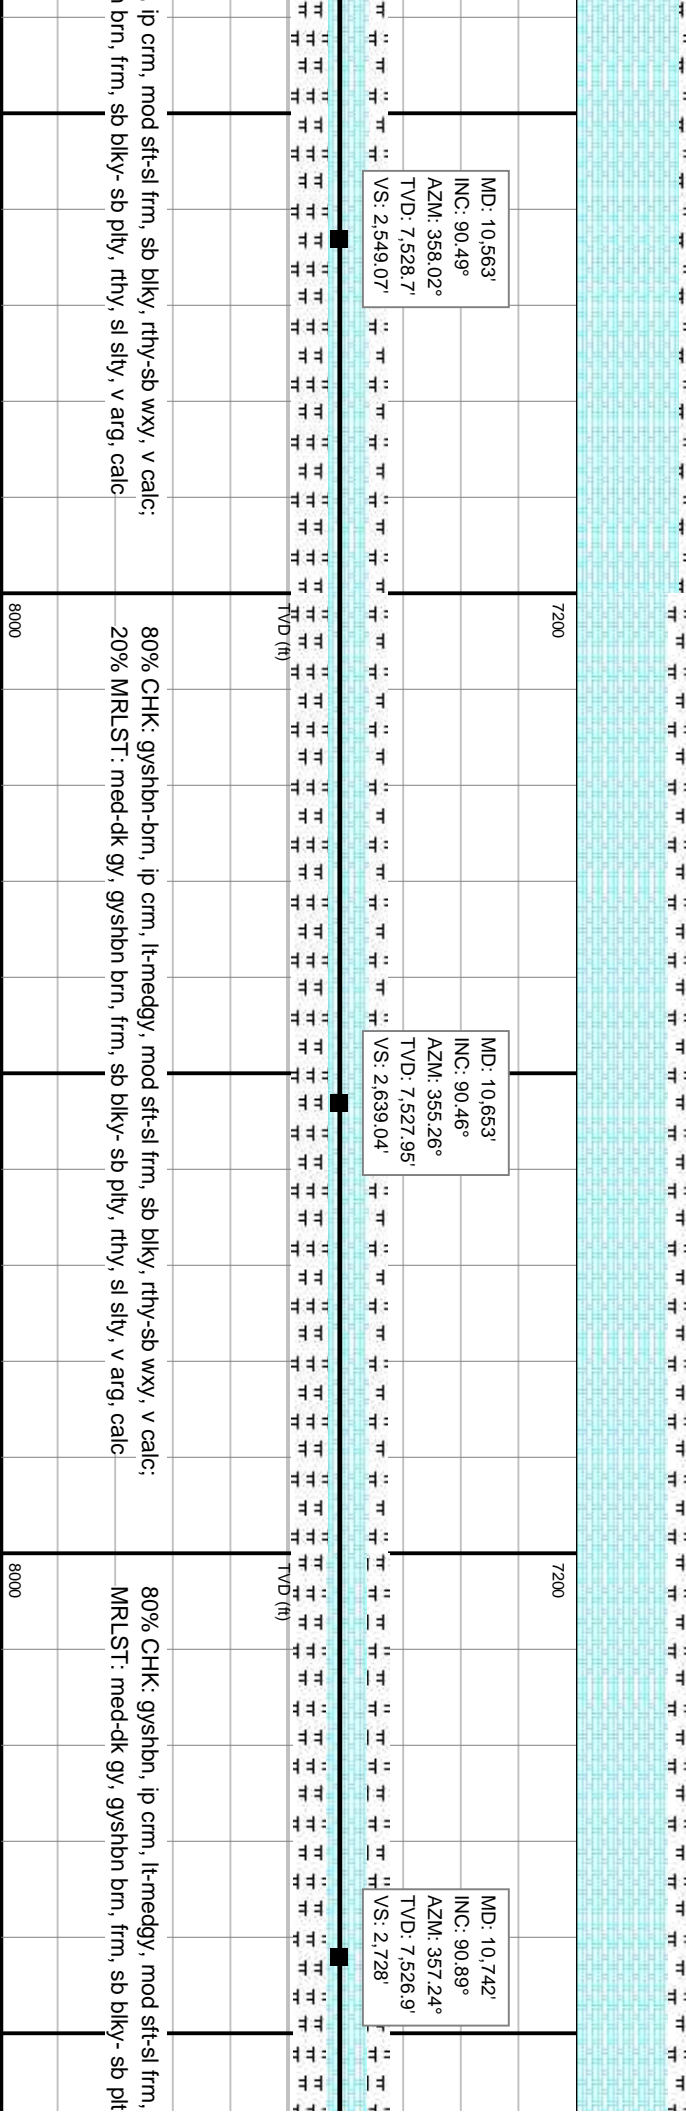 MD: 10,563'
INC: 90.49°
AZM: 358.02°
TVD: 7,528.7'
VS: 2,549.07'
, ip crm, mod sft-sl frm, sb blky, rthy-sb wxy, v calc;
brn, frm, sb blky- sb plty, rthy, sl slty, v arg, calc
7200
TVD (ft)
8000
MD: 10,653'
INC: 90.46°
AZM: 355.26°
TVD: 7,527.95'
VS: 2,639.04'
80% CHK: gyshbn-brn, ip crm, lt-medgy, mod sft-sl frm, sb blky, rthy-sb wxy, v calc;
20% MRLST: med-dk gy, gyshbn brn, frm, sb blky- sb plty, rthy, sl slty, v arg, calc
7200
TVD (ft)
8000
MD: 10,742'
INC: 90.89°
AZM: 357.24°
TVD: 7,526.9'
VS: 2,728'
80% CHK: gyshbn, ip crm, lt-medgy, mod sft-sl frm,
MRLST: med-dk gy, gyshbn brn, frm, sb blky- sb plt